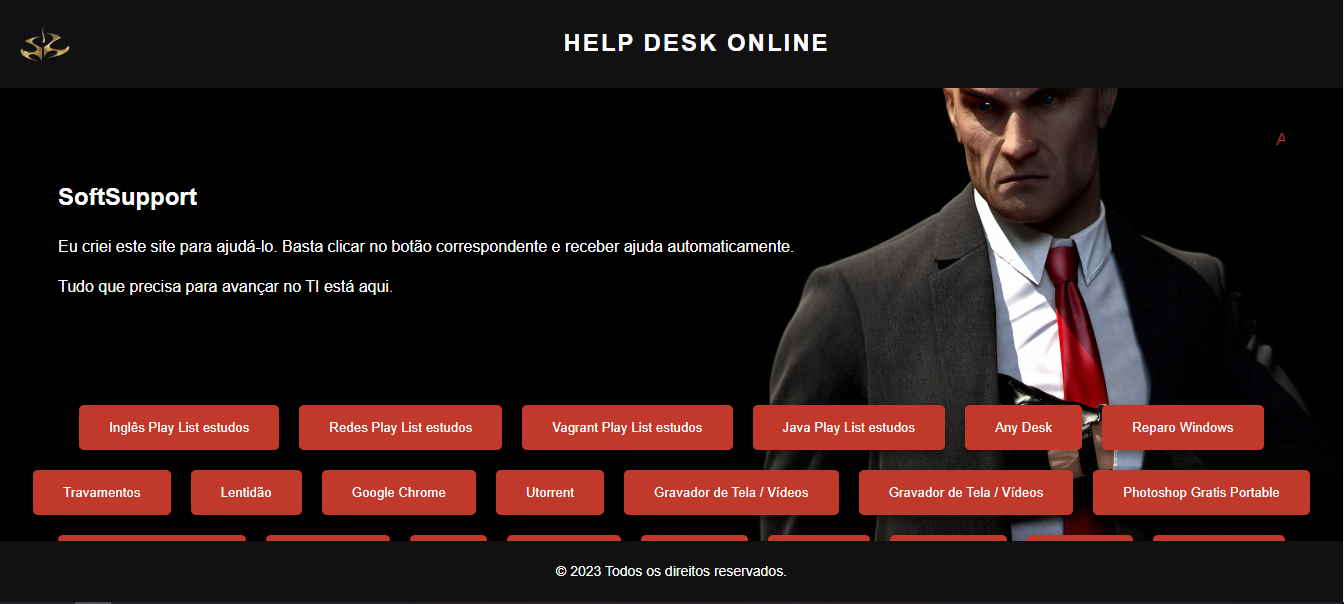 HELP DESK ONLINE
A
SoftSupport
Eu criei este site para ajudá-lo. Basta clicar no botão correspondente e receber ajuda automaticamente.
Tudo que precisa para avançar no TI está aqui.
Inglês Play List estudos
Redes Play List estudos
Vagrant Play List estudos
Java Play List estudos
Any Desk
Reparo Windows
Travamentos
Lentidão
Google Chrome
Utorrent
Gravador de Tela / Vídeos
Gravador de Tela / Vídeos
Photoshop Gratis Portable
© 2023 Todos os direitos reservados.